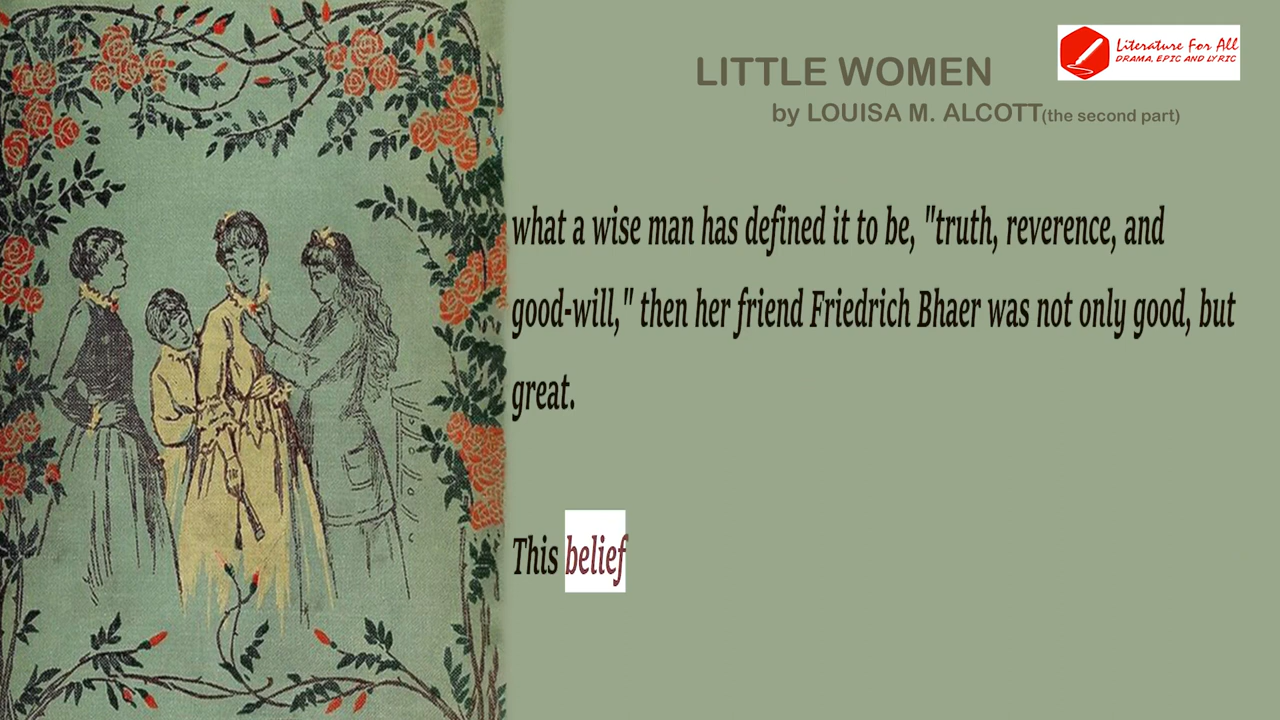 Literature For All
DRAMA, EPIC AND LYRIC
LITTLE WOMEN
by LOUISA M. ALCOTT(the second part)
what a wise man has defined it to be, "truth, reverence, and
good-will," then her friend Friedrich Bhaer was not only good, but
great.
This belief